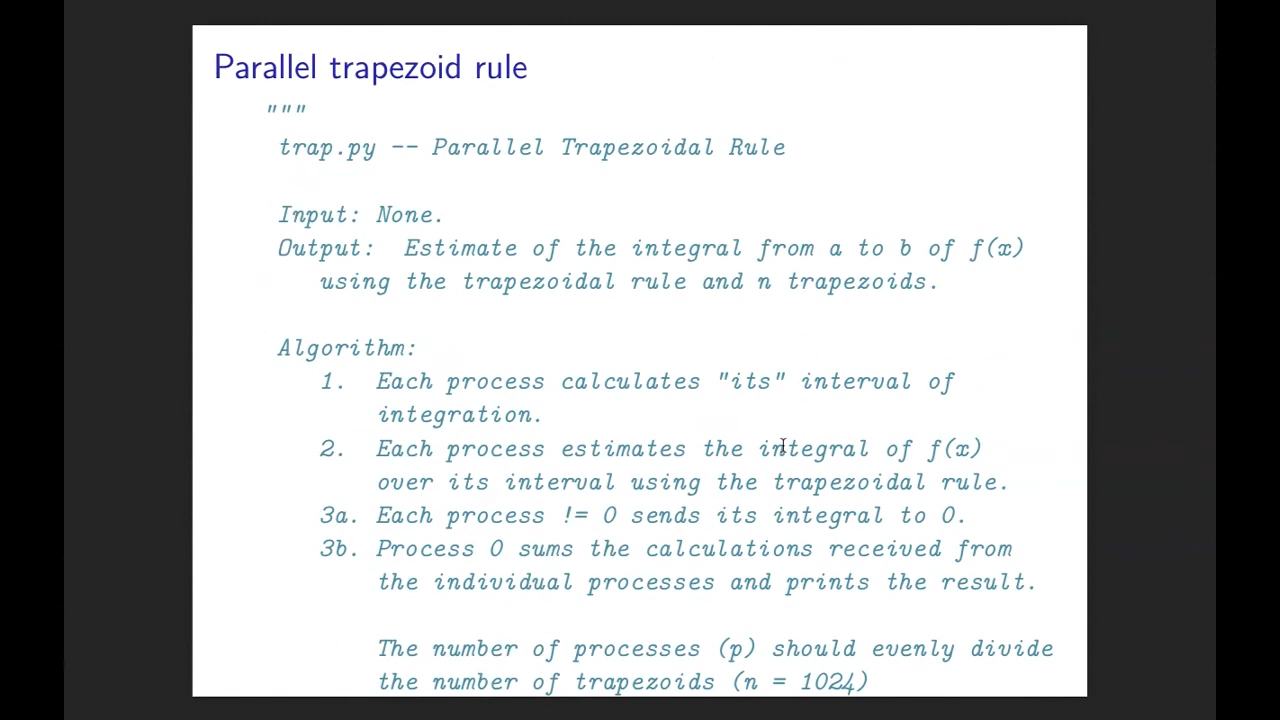 Parallel trapezoid rule
"""
trap.py -- Parallel Trapezoidal Rule
Input: None.
Output: Estimate of the integral from a to b of f(x)
using the trapezoidal rule and n trapezoids.
Algorithm:
1. Each process calculates "its" interval of
integration.
2. Each process estimates the integral of f(x)
over its interval using the trapezoidal rule.
3a. Each process != 0 sends its integral to 0.
3b. Process 0 sums the calculations received from
the individual processes and prints the result.
The number of processes (p) should evenly divide
the number of trapezoids (n = 1024)